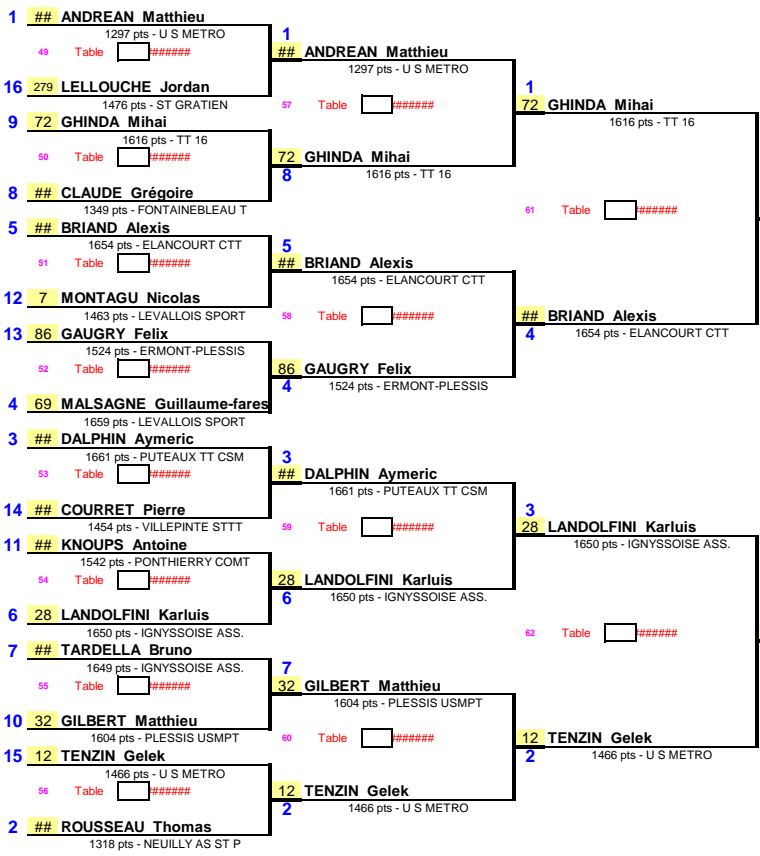 1 ## ANDREAN Matthieu
1297 pts - U S METRO
49 Table ######
16 279 LELLOUCHE Jordan
1476 pts - ST GRATIEN
9 72 GHINDA Mihai
1616 pts - TT 16
50 Table ######
8 ## CLAUDE Grégoire
1349 pts - FONTAINEBLEAU T
5 ## BRIAND Alexis
1654 pts - ELANCOURT CTT
51 Table ######
12 7 MONTAGU Nicolas
1463 pts - LEVALLOIS SPORT
13 86 GAUGRY Felix
1524 pts - ERMONT-PLESSIS
52 Table ######
4 69 MALSAGNE Guillaume-fares
1659 pts - LEVALLOIS SPORT
3 ## DALPHIN Aymeric
1661 pts - PUTEAUX TT CSM
53 Table ######
14 ## COURRET Pierre
1454 pts - VILLEPINTE STTT
11 ## KNOUPS Antoine
1542 pts - PONTHIERRY COMT
54 Table ######
6 28 LANDOLFINI Karluis
1650 pts - IGNYSSOISE ASS.
7 ## TARDELLA Bruno
1649 pts - IGNYSSOISE ASS.
55 Table ######
10 32 GILBERT Matthieu
1604 pts - PLESSIS USMPT
15 12 TENZIN Gelek
1466 pts - U S METRO
56 Table ######
2 ## ROUSSEAU Thomas
1318 pts - NEUILLY AS ST P
1
## ANDREAN Matthieu
1297 pts - U S METRO
57 Table ######
72 GHINDA Mihai
8 1616 pts - TT 16
5
## BRIAND Alexis
1654 pts - ELANCOURT CTT
58 Table ######
86 GAUGRY Felix
4 1524 pts - ERMONT-PLESSIS
3
## DALPHIN Aymeric
1661 pts - PUTEAUX TT CSM
59 Table ######
28 LANDOLFINI Karluis
6 1650 pts - IGNYSSOISE ASS.
7
32 GILBERT Matthieu
1604 pts - PLESSIS USMPT
60 Table ######
12 TENZIN Gelek
2 1466 pts - U S METRO
1
72 GHINDA Mihai
1616 pts - TT 16
61 Table ######
## BRIAND Alexis
4 1654 pts - ELANCOURT CTT
3
28 LANDOLFINI Karluis
1650 pts - IGNYSSOISE ASS.
62 Table ######
12 TENZIN Gelek
2 1466 pts - U S METRO